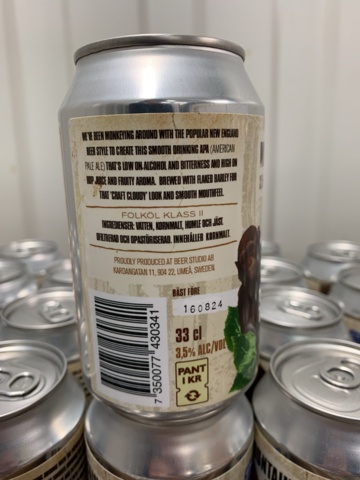 WE'VE BEEN MONKEYING AROUND WITH THE POPULAR NEW ENGLAND
BEER STYLE TO CREATE THIS SMOOTH DRINKING APA (AMERICAN
PALE ALE) THAT'S LOW ON ALCOHOL AND BITTERNESS AND HIGH ON
HOP JUICE AND FRUITY AROMA. BREWED WITH FLAKED BARLEY FOR
THAT 'CRAFT CLOUDY' LOOK AND SMOOTH MOUTHFEEL.
FOLKÖL KLASS II
INGREDIENSER: VATTEN, KORNMALT, HUMLE OCH JÄST.
OFILTRERAD OCH OPASTÖRISERAD. INNEHÅLLER KORNMALT.
PROUDLY PRODUCED AT BEER STUDIO AB
KARDANGATAN 11, 904 22, UMEÅ, SWEDEN.
BÄST FÖRE
160824
33 cl
3,5% ALC/VOL
PANT
1 KR
7 350077 430341